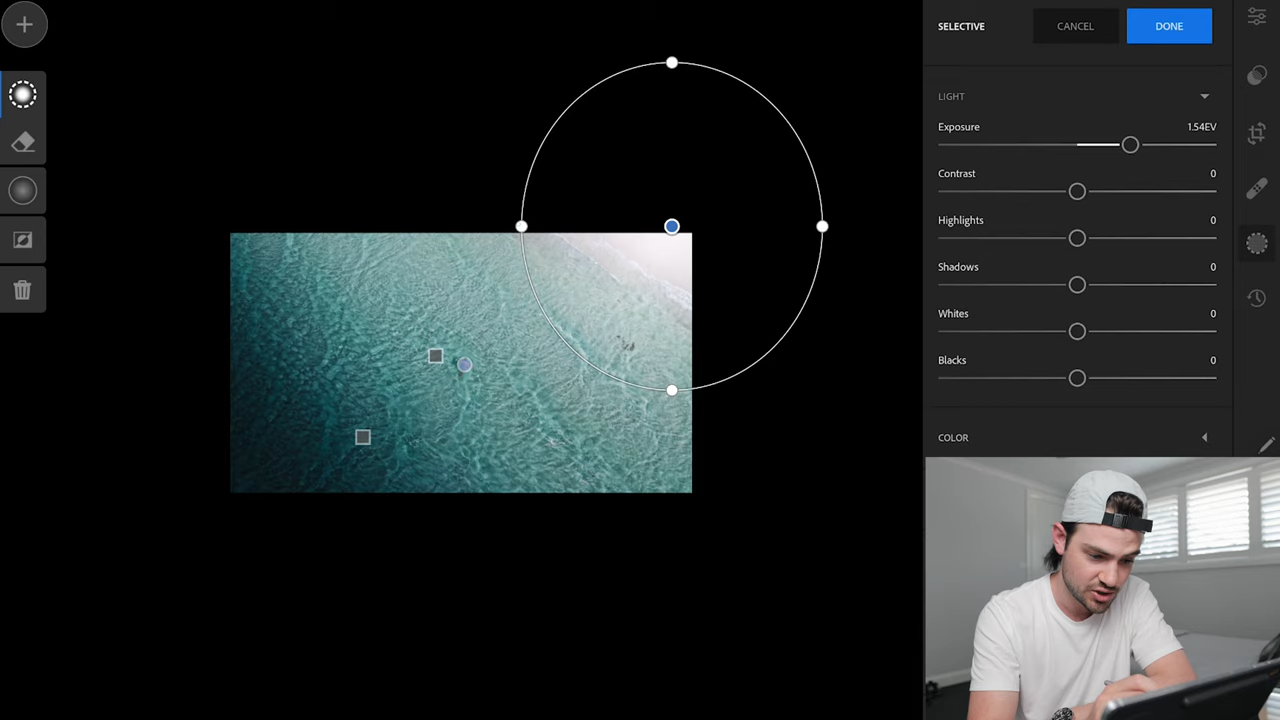 SELECTIVE
CANCEL
DONE
LIGHT
Exposure 1.54EV
Contrast 0
Highlights 0
Shadows 0
Whites 0
Blacks 0
COLOR